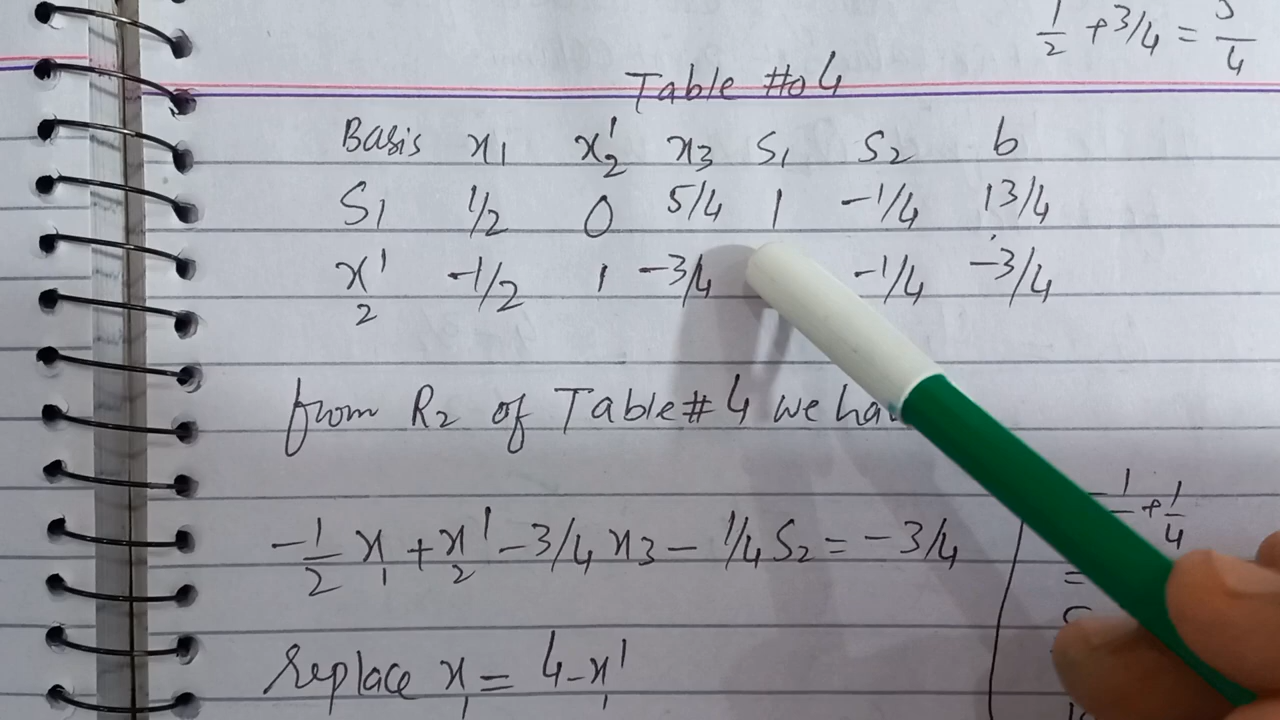 1/2 + 3/4 = 5/4
Table # 04
Basis x1 x2' x3 S1 S2 b
S1 1/2 0 5/4 1 -1/4 13/4
x2' -1/2 1 -3/4 -1/4 -3/4
from R2 of Table # 4 we
-1/2 x1 + x2' - 3/4 x3 - 1/4 S2 = -3/4
+ 1/4
=
Replace x1 = 4 - x1'